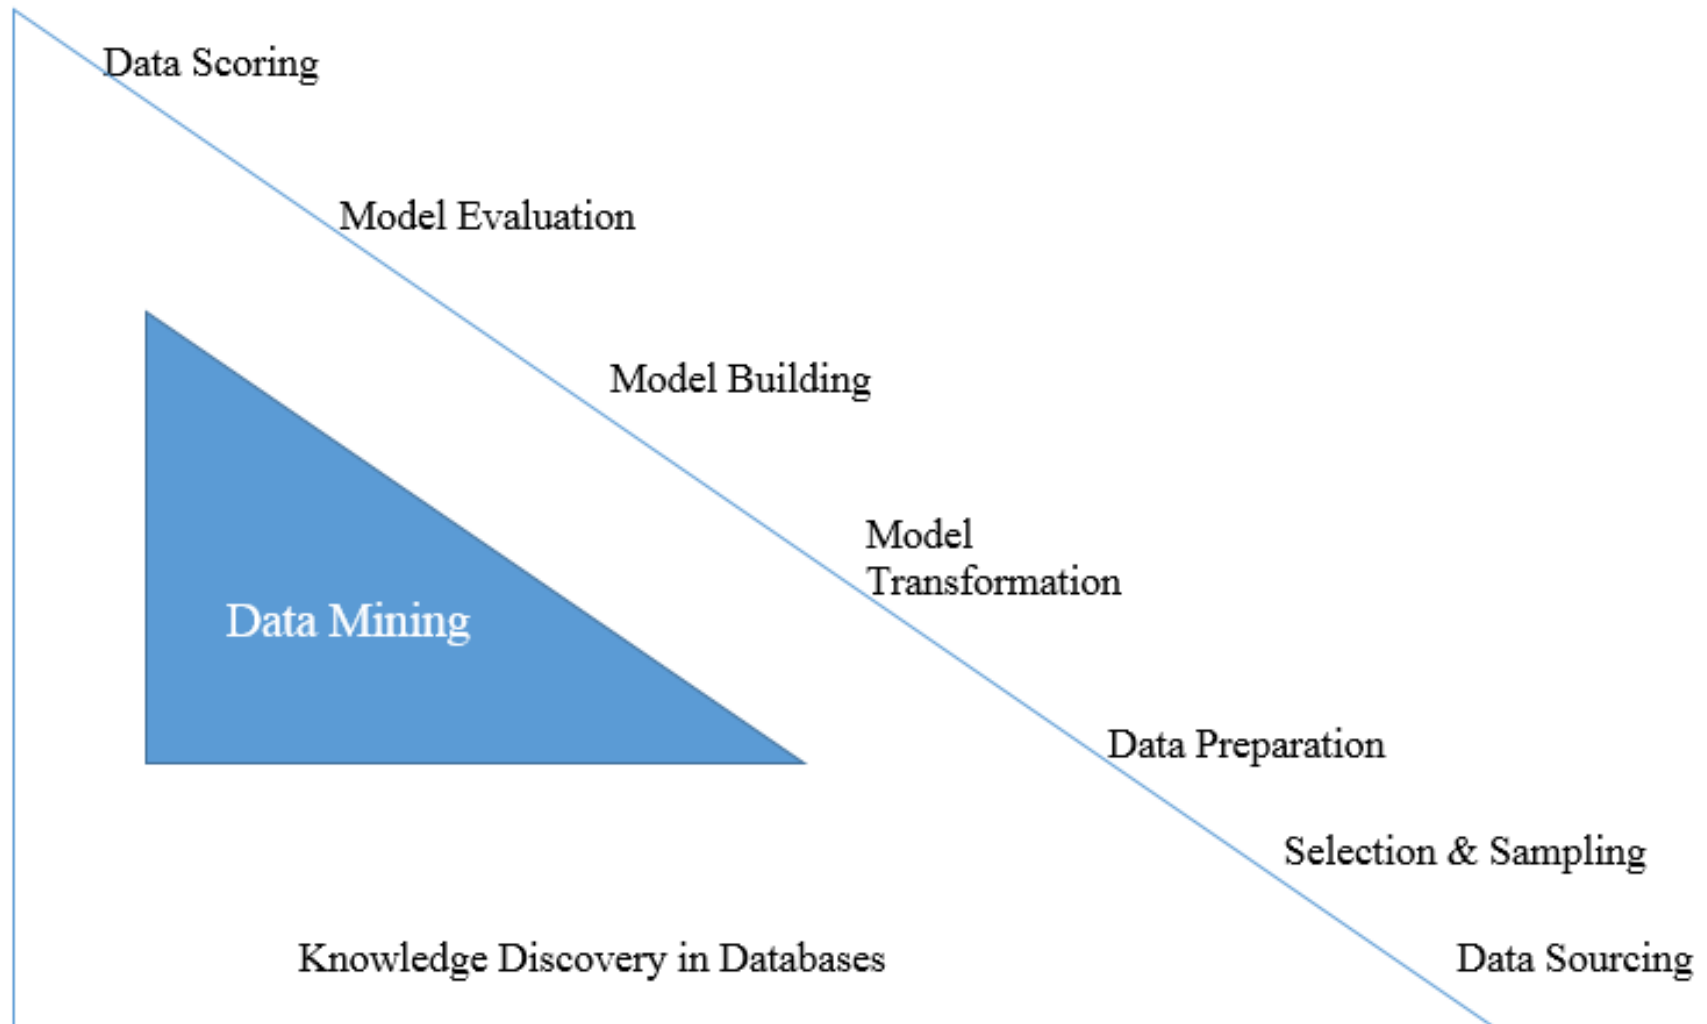 Data Scoring
Model Evaluation
Model Building
Model
Transformation
Data Mining
Data Preparation
Selection & Sampling
Knowledge Discovery in Databases
Data Sourcing